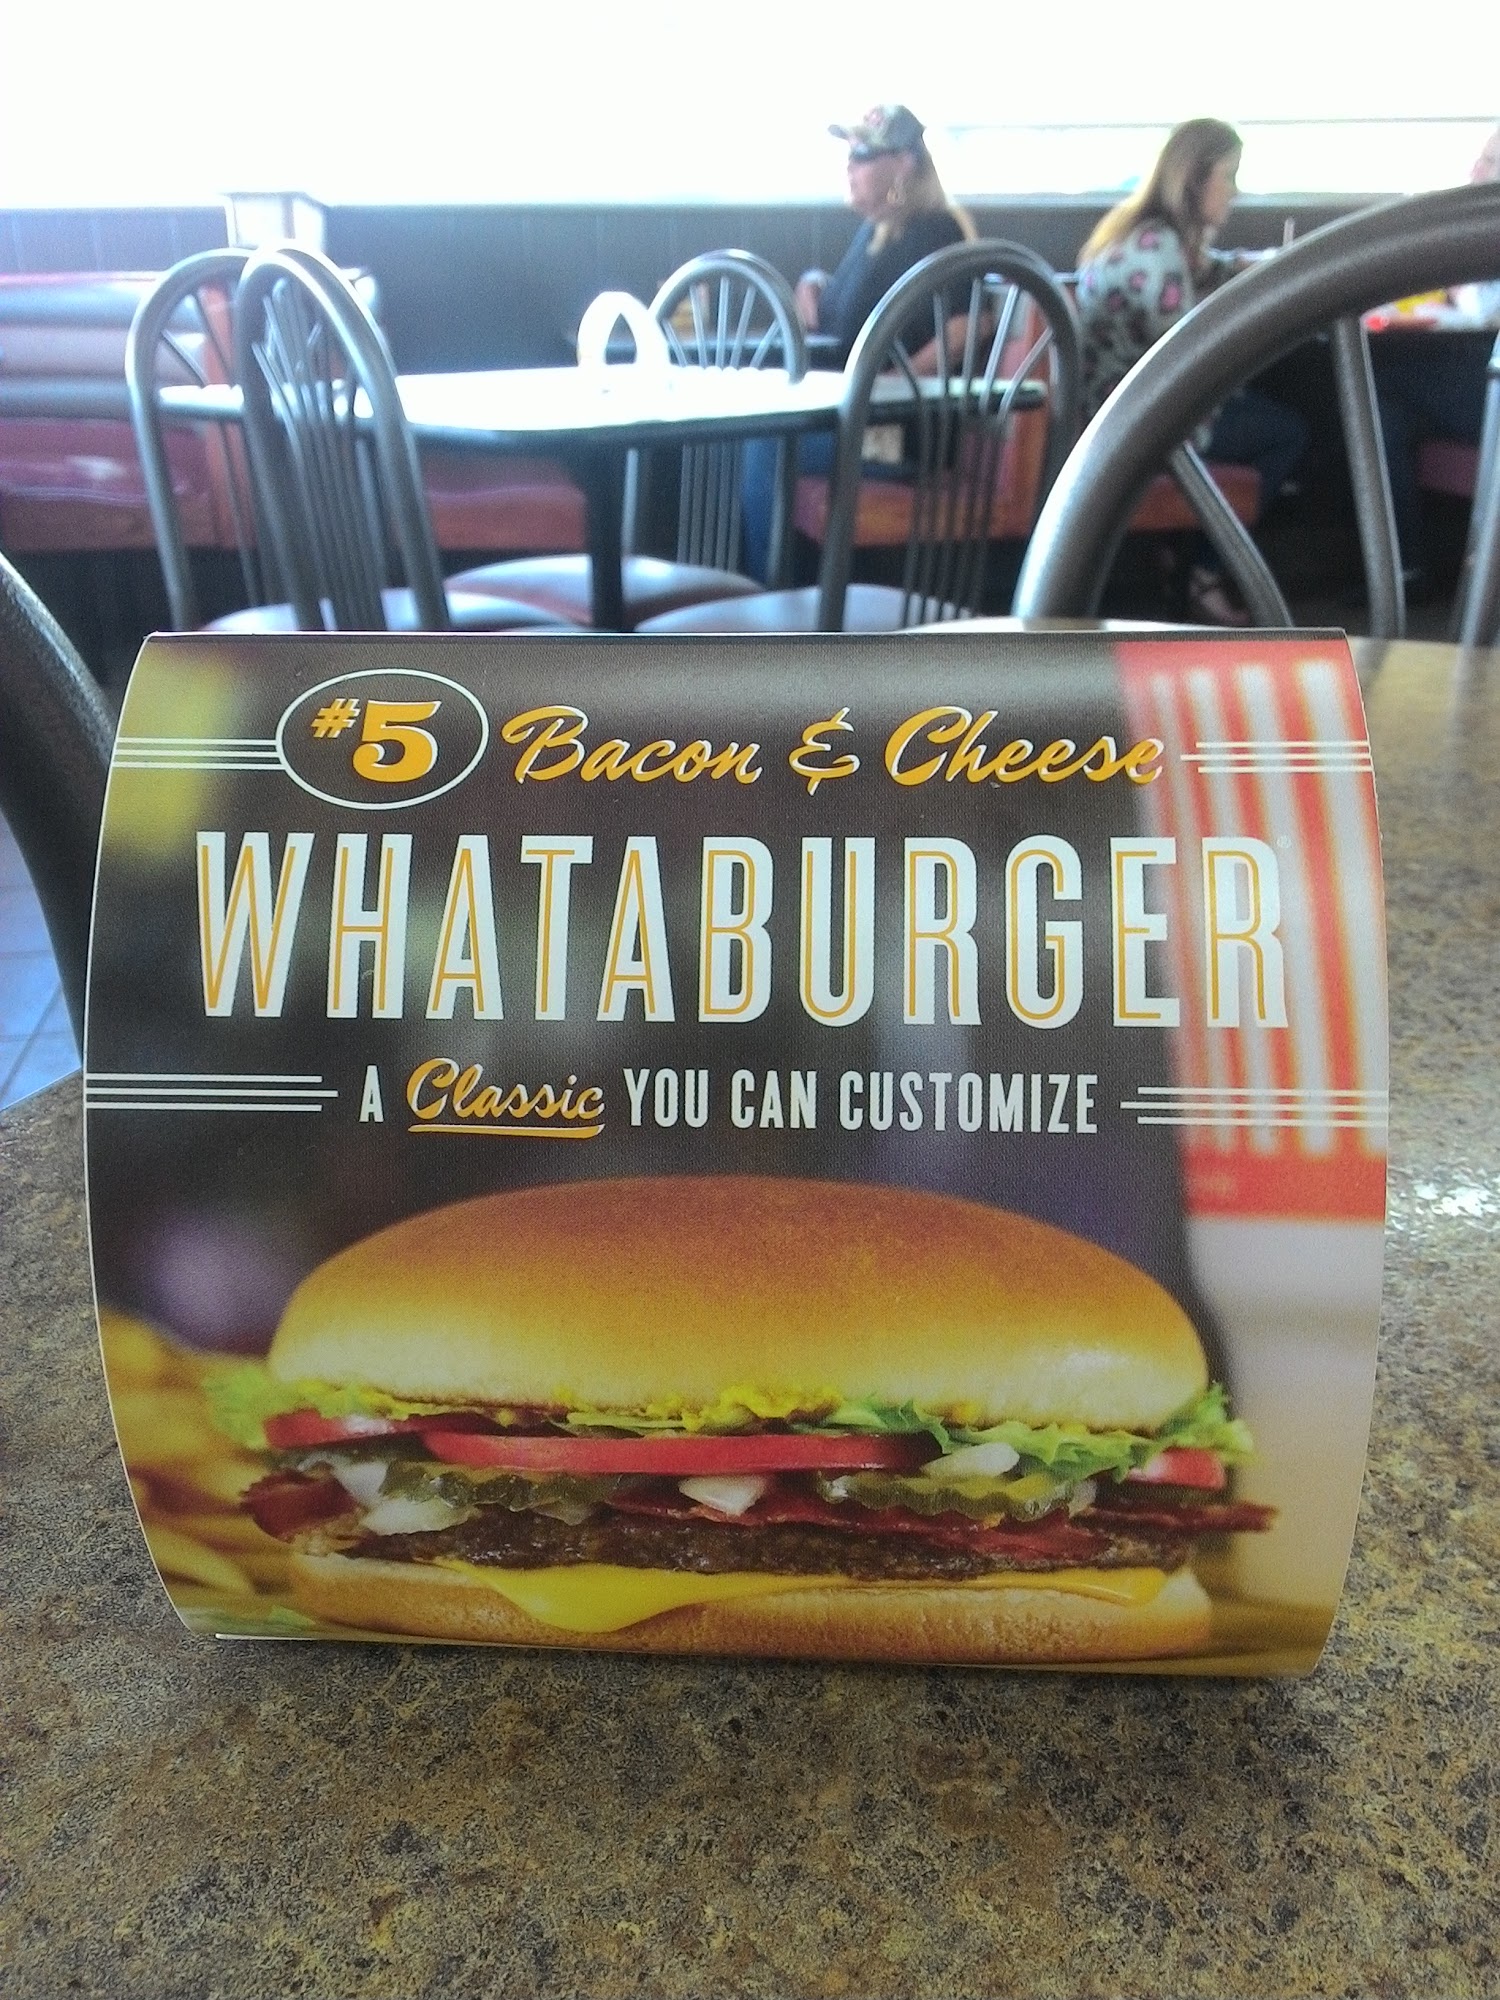 #5 Bacon & Cheese
WHATABURGER®
A Classic YOU CAN CUSTOMIZE